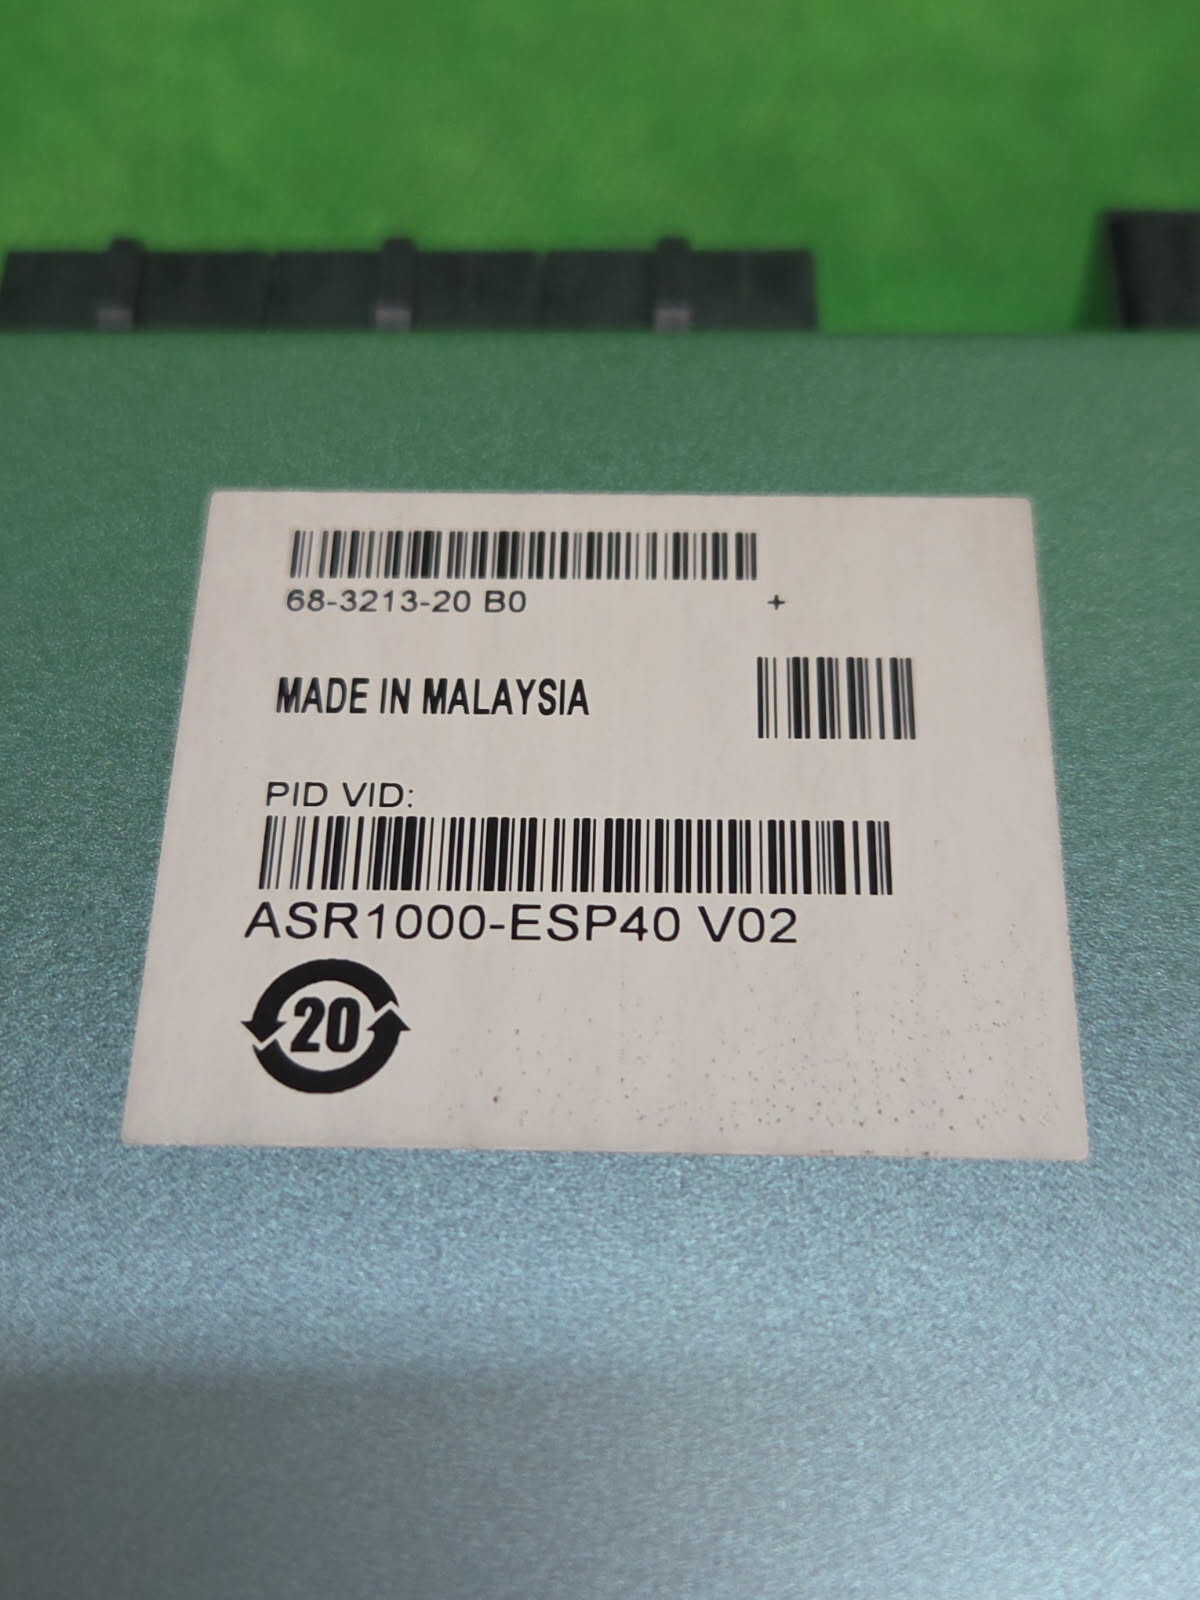 68-3213-20 B0 +
MADE IN MALAYSIA
PID VID:
ASR1000-ESP40 V02
20